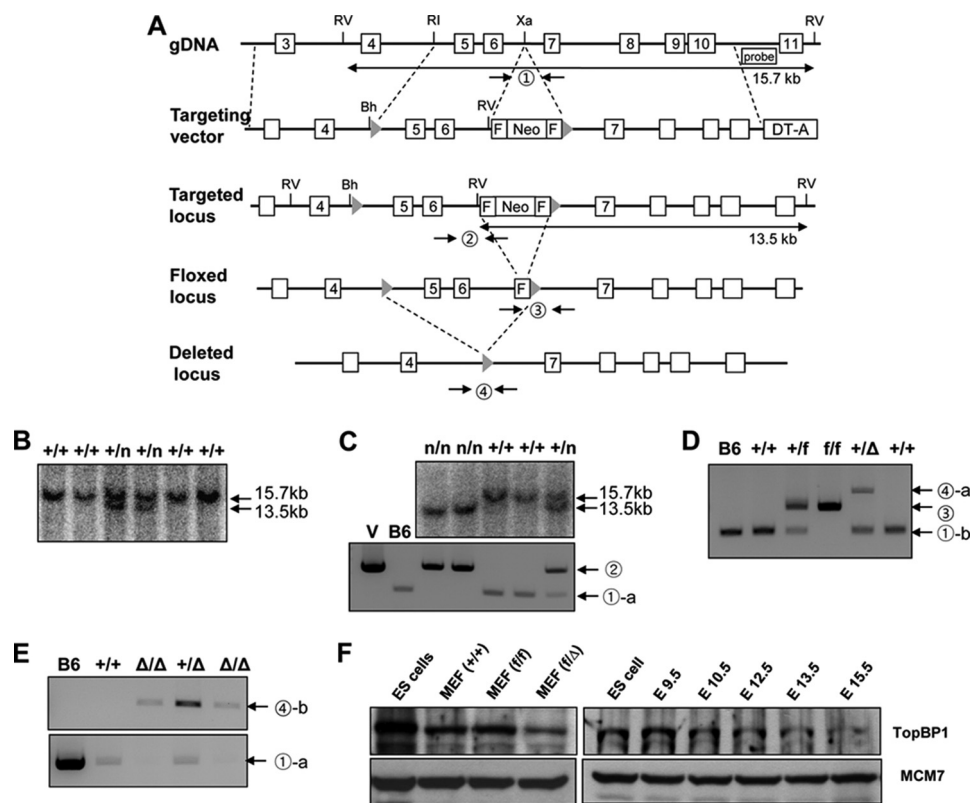 A
RV RI Xa RV
gDNA 3 4 5 6 7 8 9 10 11
probe
① 15.7 kb
Bh RV
Targeting vector 4 5 6 F Neo F 7 DT-A
RV Bh RV RV
Targeted locus 4 5 6 F Neo F 7
② 13.5 kb
Floxed locus 4 5 6 F 7
③
Deleted locus 4 7
④
B
+/+ +/+ +/n +/n +/+ +/+
15.7kb
13.5kb
C
n/n n/n +/+ +/+ +/n
15.7kb
13.5kb
V B6
②
①-a
D
B6 +/+ +/f f/f +/Δ +/+
④-a
③
①-b
E
B6 +/+ Δ/Δ +/Δ Δ/Δ
④-b
①-a
F
ES cells MEF (+/+) MEF (f/f) MEF (f/Δ) ES cell E 9.5 E 10.5 E 12.5 E 13.5 E 15.5
TopBP1
MCM7